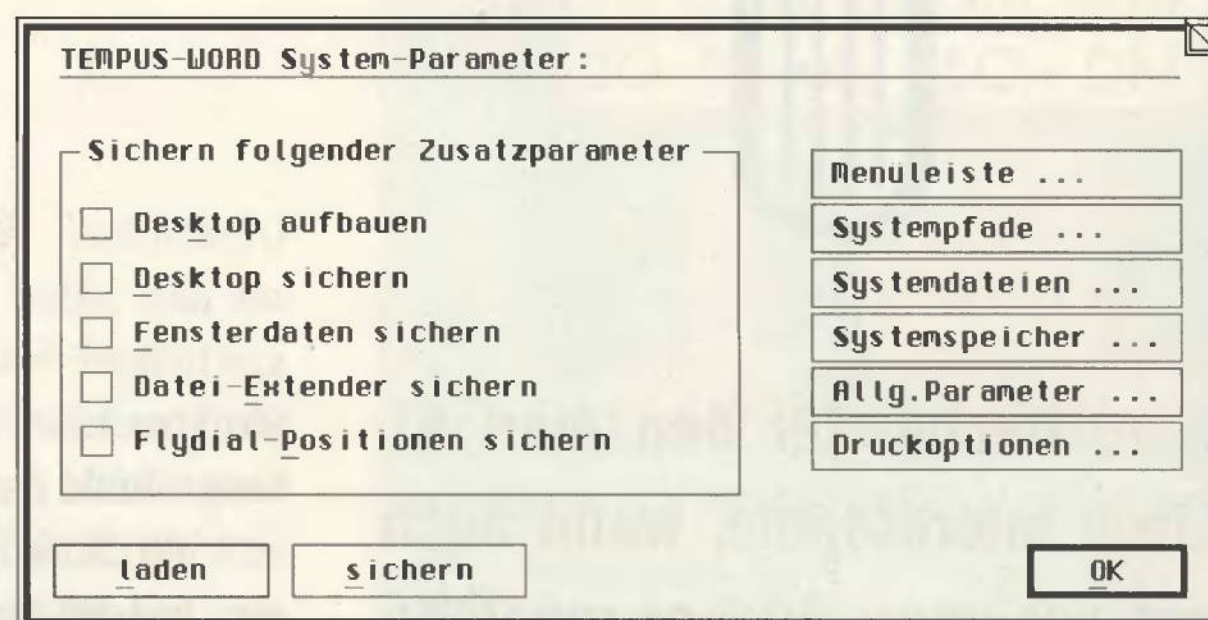 TEMPUS-WORD System-Parameter:
Sichern folgender Zusatzparameter
Desktop aufbauen
Desktop sichern
Fensterdaten sichern
Datei-Extender sichern
Flydial-Positionen sichern
Menüleiste ...
Systempfade ...
Systemdateien ...
Systemspeicher ...
Allg.Parameter ...
Druckoptionen ...
laden
sichern
OK